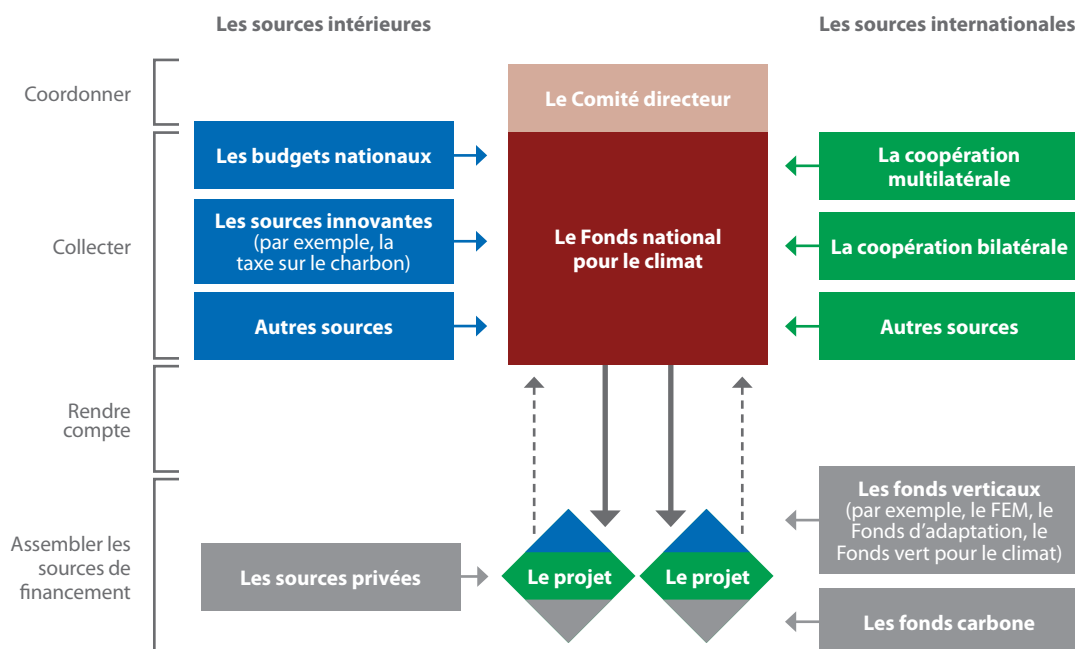 Les sources intérieures
Les sources internationales
Coordonner
Le Comité directeur
Collecter
Les budgets nationaux
Les sources innovantes
(par exemple, la
taxe sur le charbon)
Autres sources
Le Fonds national
pour le climat
La coopération
multilatérale
La coopération bilatérale
Autres sources
Rendre
compte
Assembler les
sources de
financement
Les sources privées
Le projet
Le projet
Les fonds verticaux
(par exemple, le FEM, le
Fonds d’adaptation, le
Fonds vert pour le climat)
Les fonds carbone